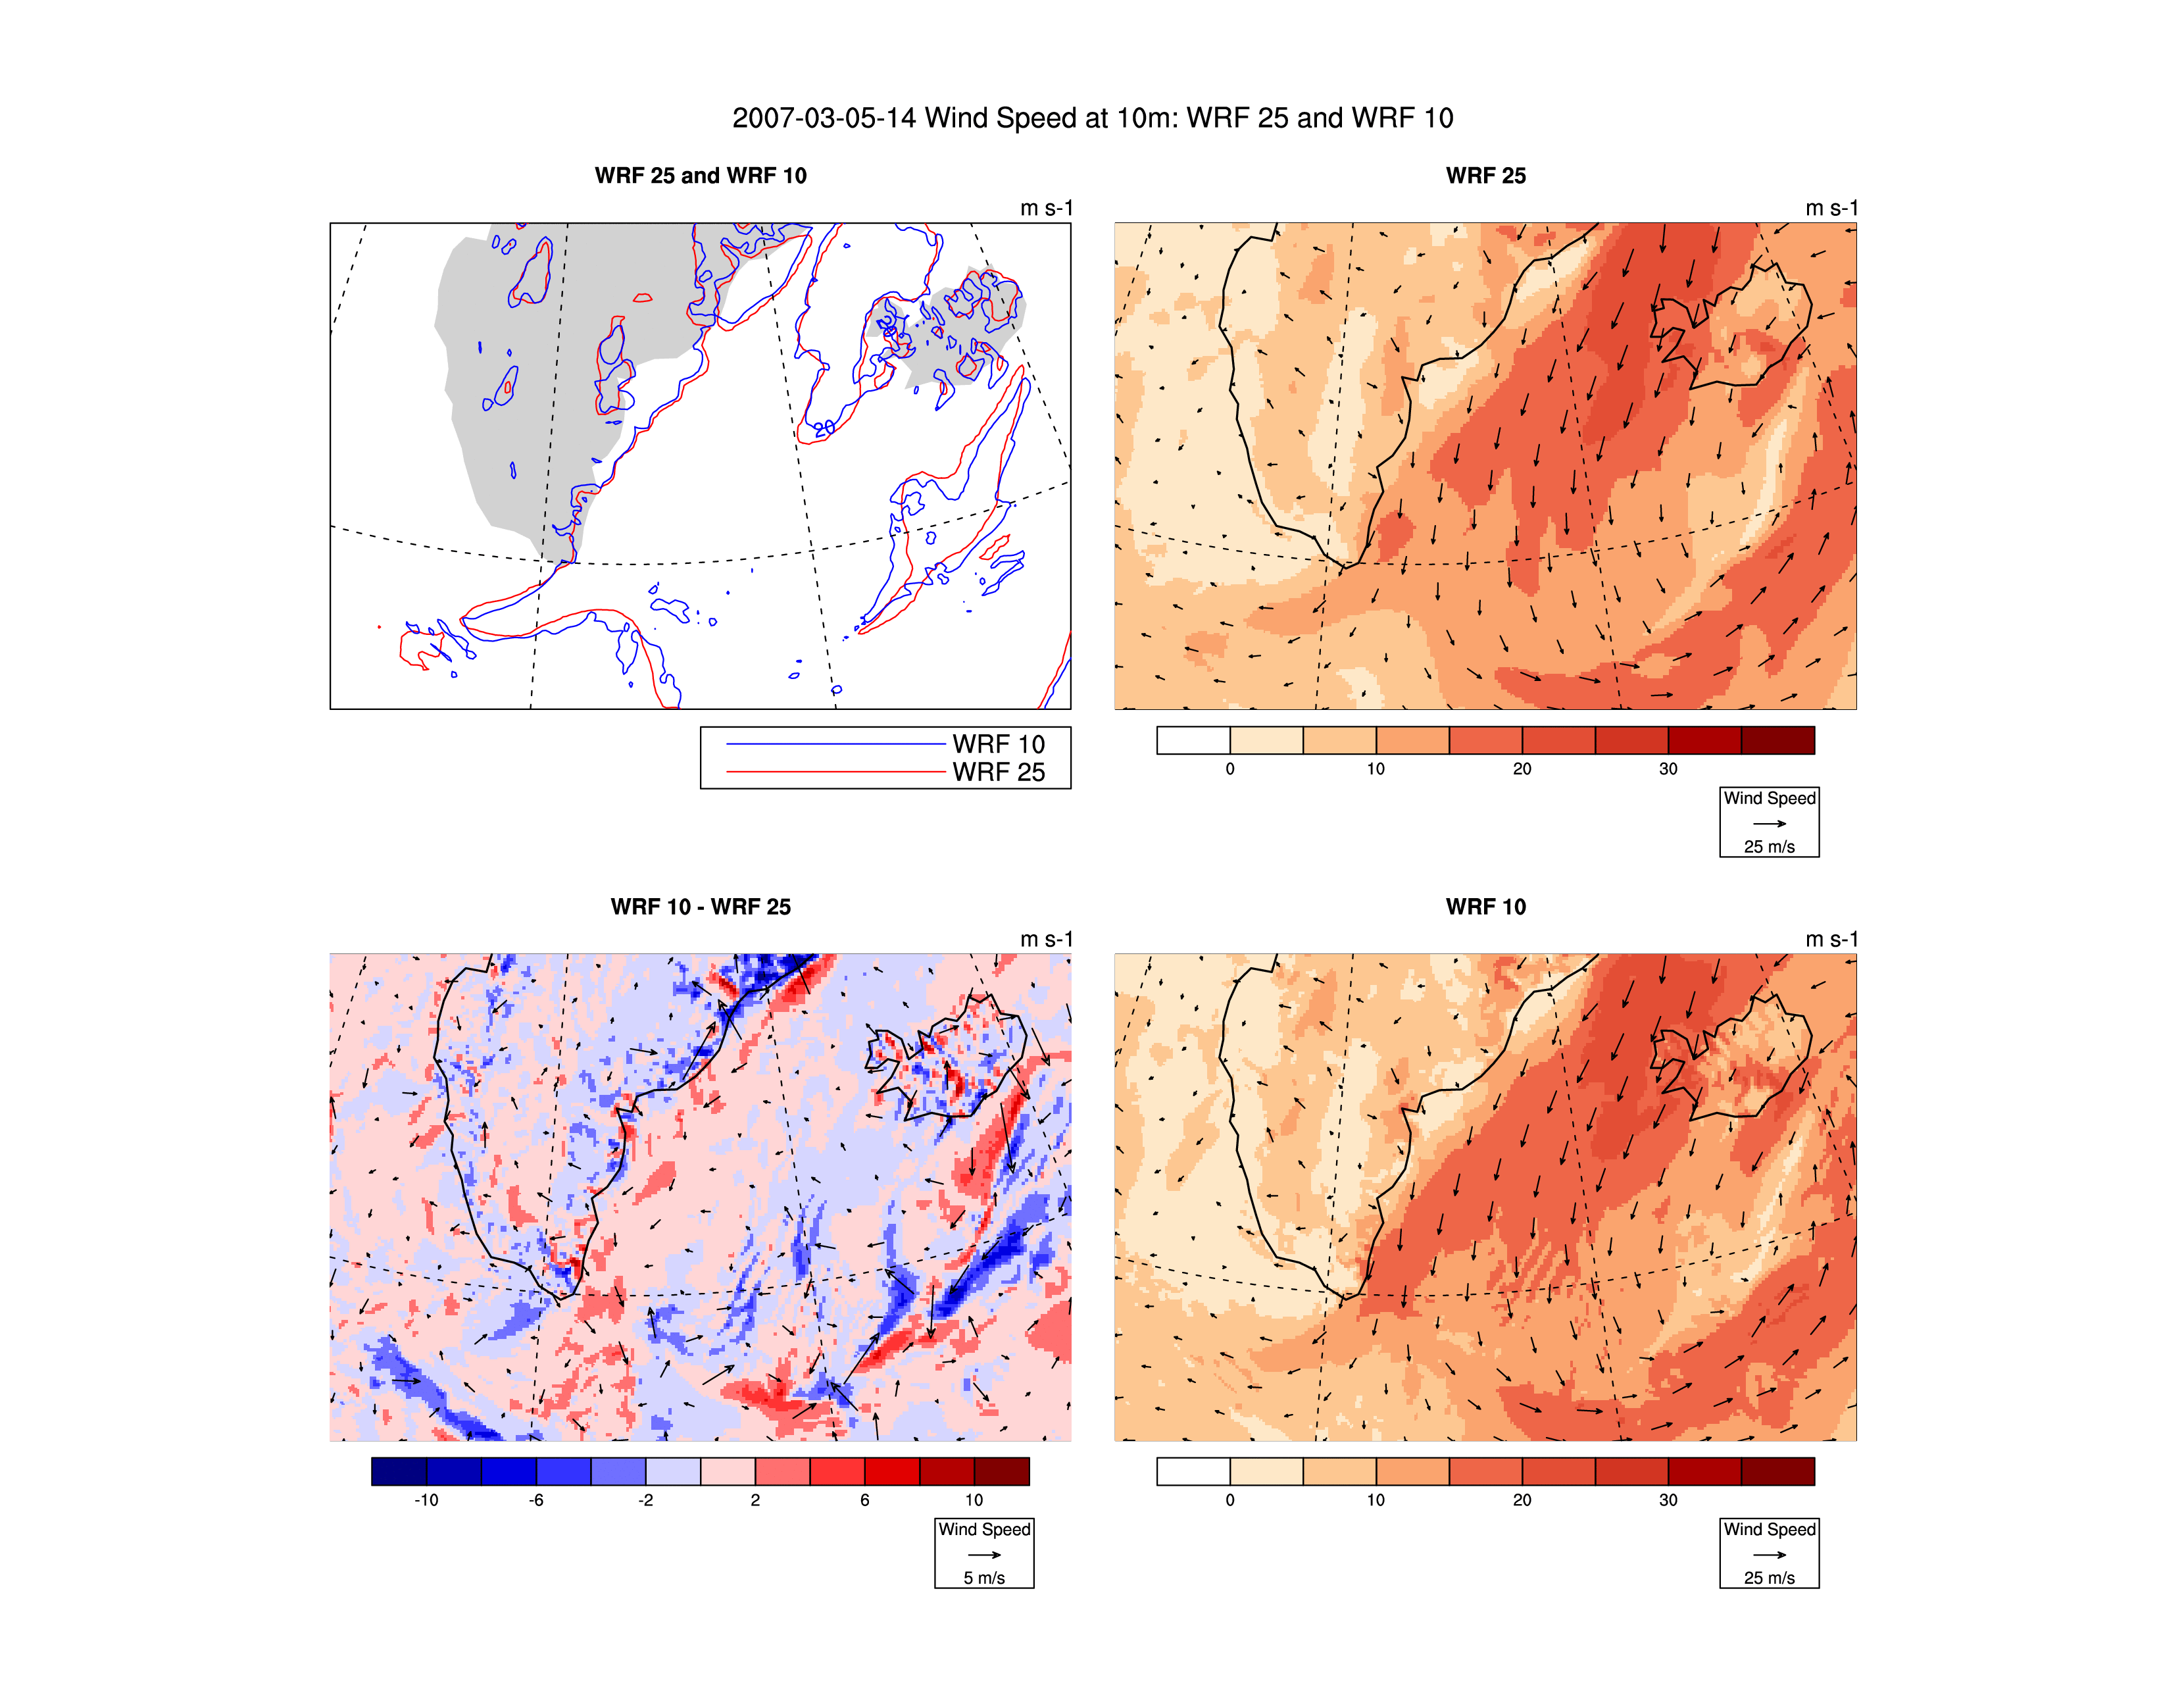 2007-03-05-14 Wind Speed at 10m: WRF 25 and WRF 10
WRF 25 and WRF 10
m s-1
20
WRF 10
WRF 25
WRF 25
m s-1
0 10 20 30
Wind Speed
25 m/s
WRF 10 - WRF 25
m s-1
-10 -6 -2 2 6 10
Wind Speed
5 m/s
WRF 10
m s-1
0 10 20 30
Wind Speed
25 m/s